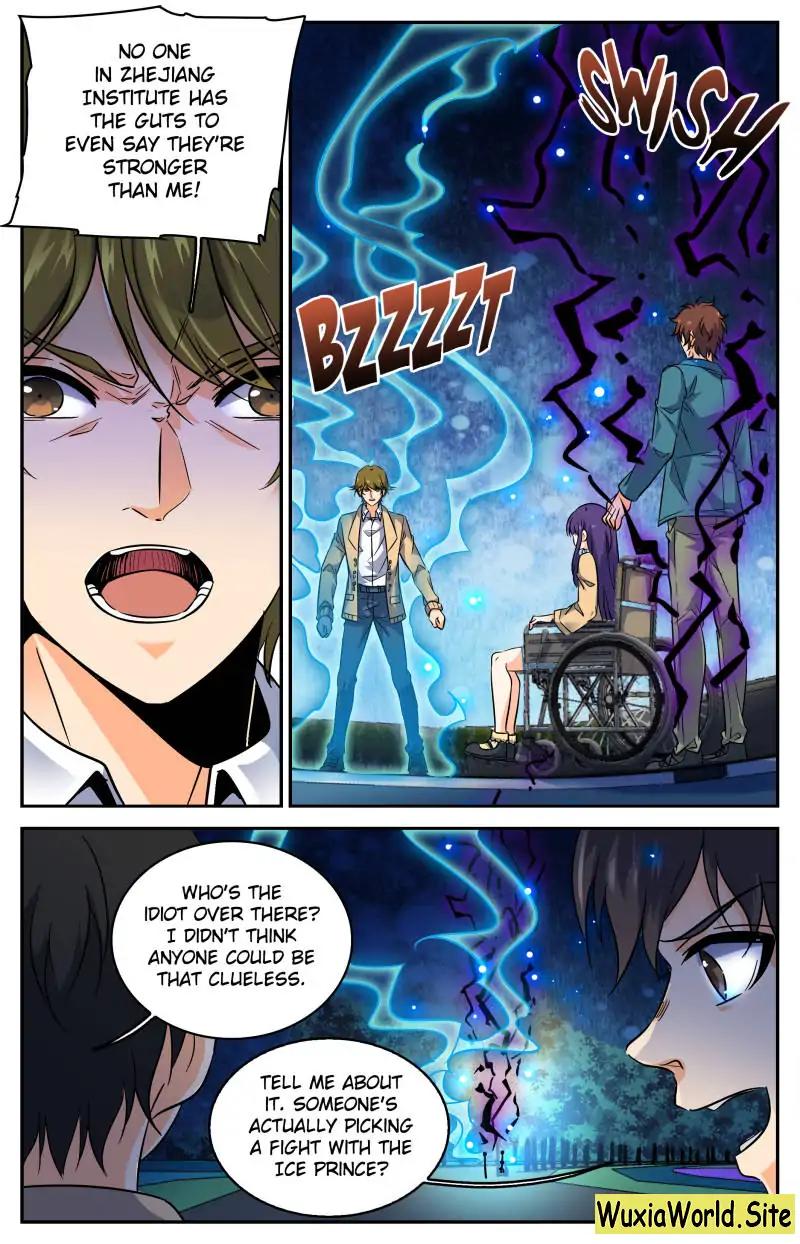 NO ONE
IN ZHEJIANG
INSTITUTE HAS
THE GUTS TO
EVEN SAY THEY'RE
STRONGER
THAN ME!
SWISH
BZZZZT
WHO'S THE
IDIOT OVER THERE?
I DIDN'T THINK
ANYONE COULD BE
THAT CLUELESS.
TELL ME ABOUT
IT. SOMEONE'S
ACTUALLY PICKING
A FIGHT WITH THE
ICE PRINCE?
WuxiaWorld.Site